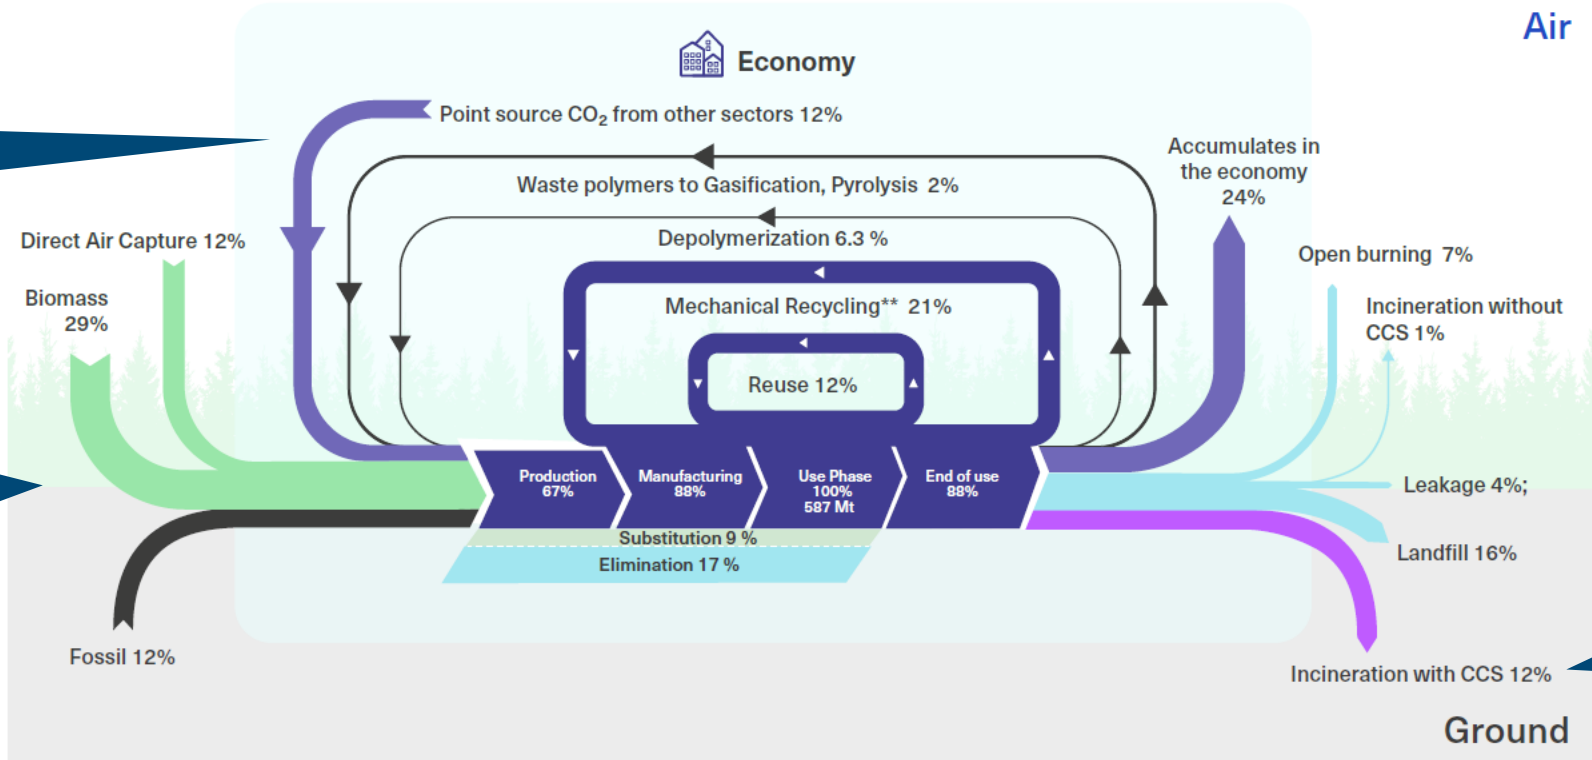 Air
Economy
Point source CO₂ from other sectors 12%
Accumulates in
the economy
24%
Waste polymers to Gasification, Pyrolysis 2%
Direct Air Capture 12%
Depolymerization 6.3 %
Open burning 7%
Biomass
29%
Mechanical Recycling** 21%
Incineration without
CCS 1%
Reuse 12%
Production
67%
Manufacturing
88%
Use Phase
100%
587 Mt
End of use
88%
Leakage 4%;
Substitution 9 %
Landfill 16%
Elimination 17 %
Fossil 12%
Incineration with CCS 12%
Ground